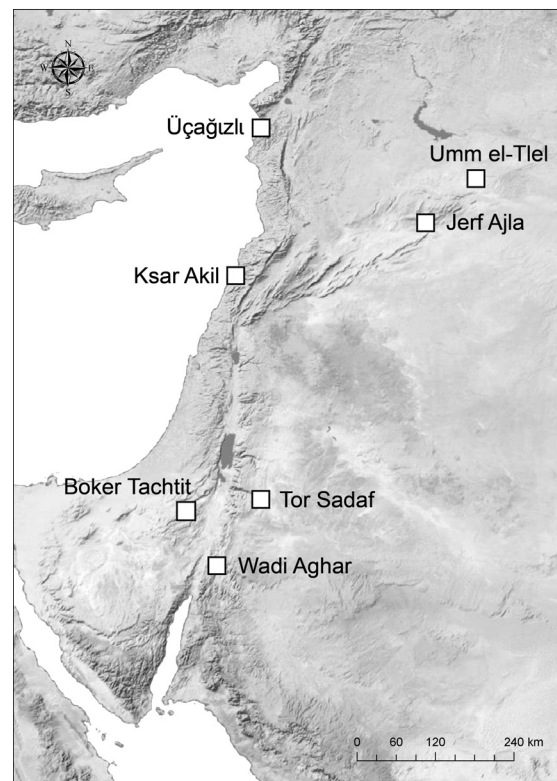 N
W E
S
Üçağızlı
Umm el-Tlel
Jerf Ajla
Ksar Akil
Boker Tachtit
Tor Sadaf
Wadi Aghar
0 60 120 240 km